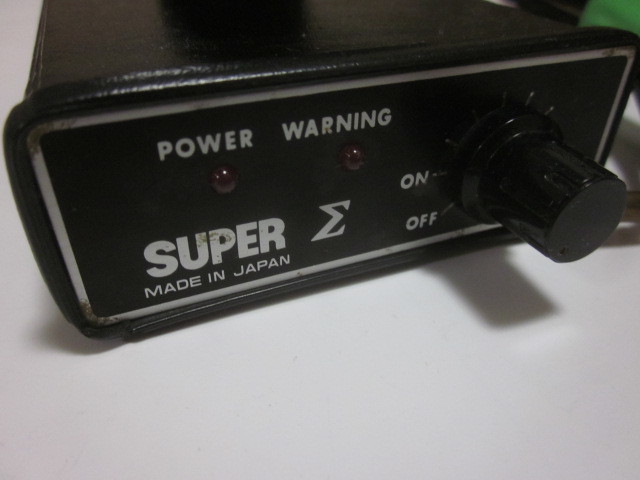 POWER WARNING
ON
OFF
SUPER Σ
MADE IN JAPAN